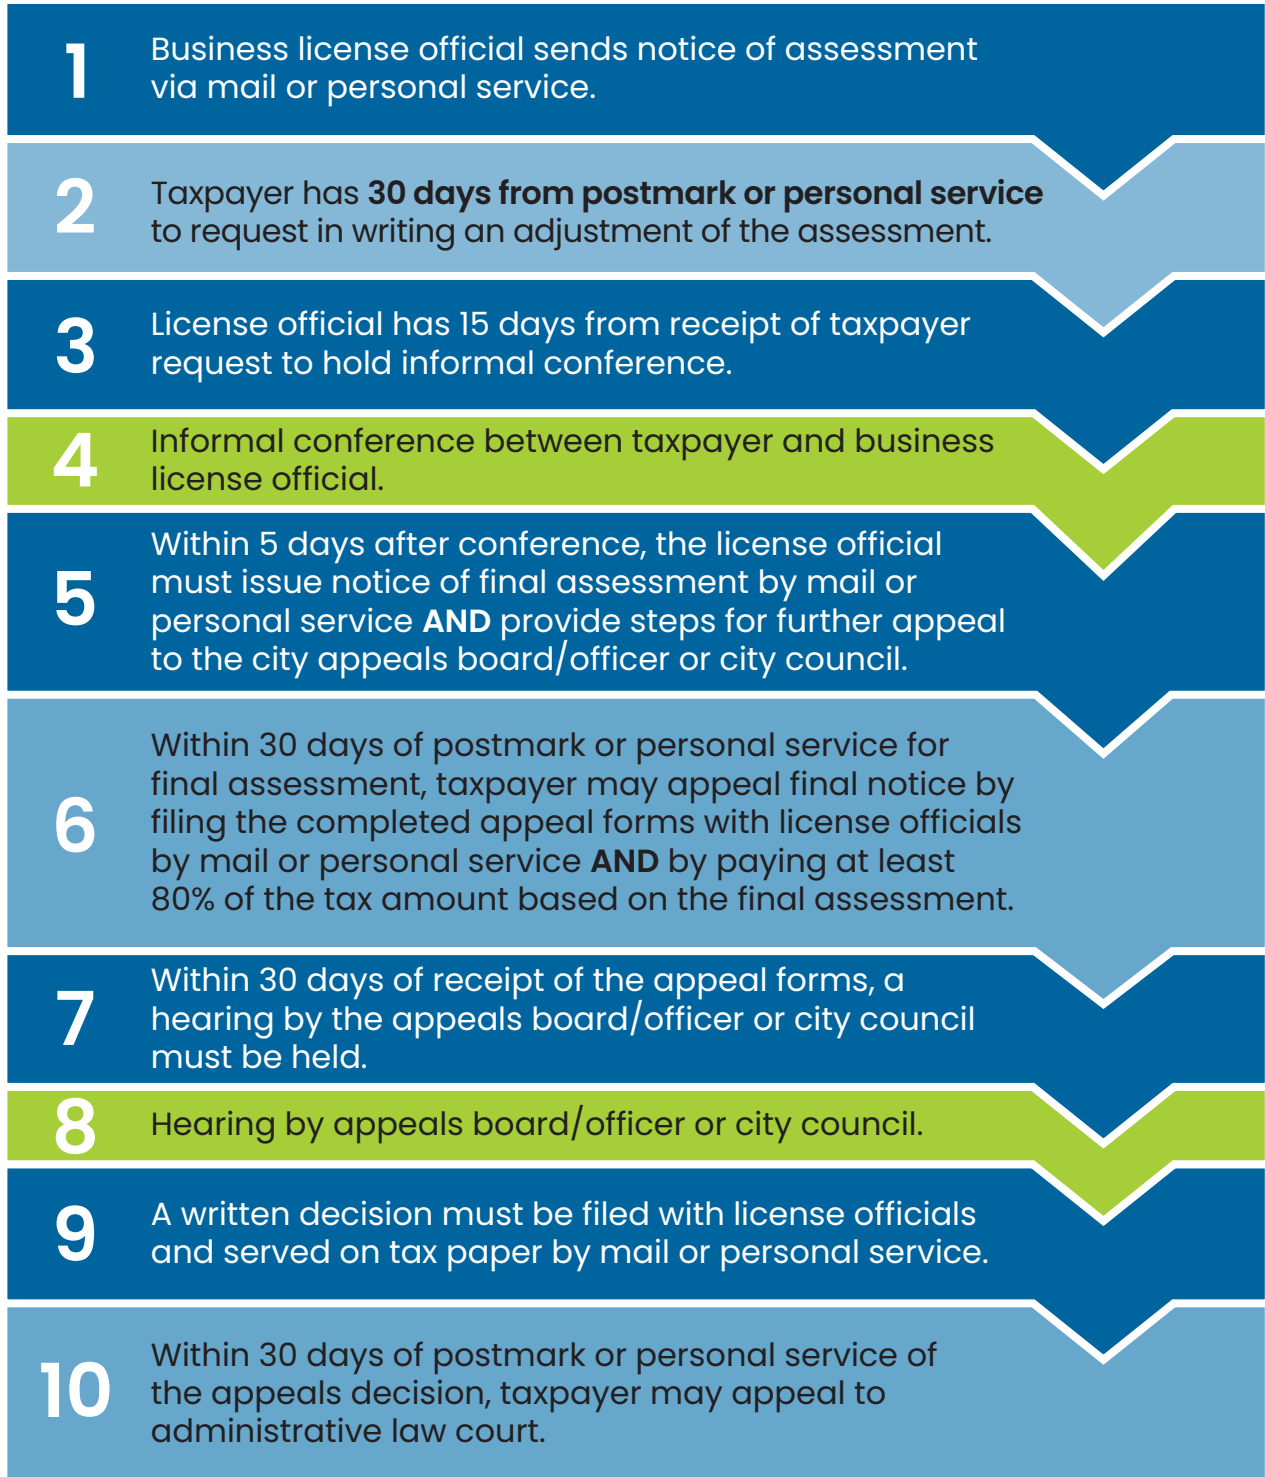 1
Business license official sends notice of assessment
via mail or personal service.
2
Taxpayer has 30 days from postmark or personal service
to request in writing an adjustment of the assessment.
3
License official has 15 days from receipt of taxpayer
request to hold informal conference.
4
Informal conference between taxpayer and business
license official.
5
Within 5 days after conference, the license official
must issue notice of final assessment by mail or
personal service AND provide steps for further appeal
to the city appeals board/officer or city council.
6
Within 30 days of postmark or personal service for
final assessment, taxpayer may appeal final notice by
filing the completed appeal forms with license officials
by mail or personal service AND by paying at least
80% of the tax amount based on the final assessment.
7
Within 30 days of receipt of the appeal forms, a
hearing by the appeals board/officer or city council
must be held.
8
Hearing by appeals board/officer or city council.
9
A written decision must be filed with license officials
and served on tax paper by mail or personal service.
10
Within 30 days of postmark or personal service of
the appeals decision, taxpayer may appeal to
administrative law court.